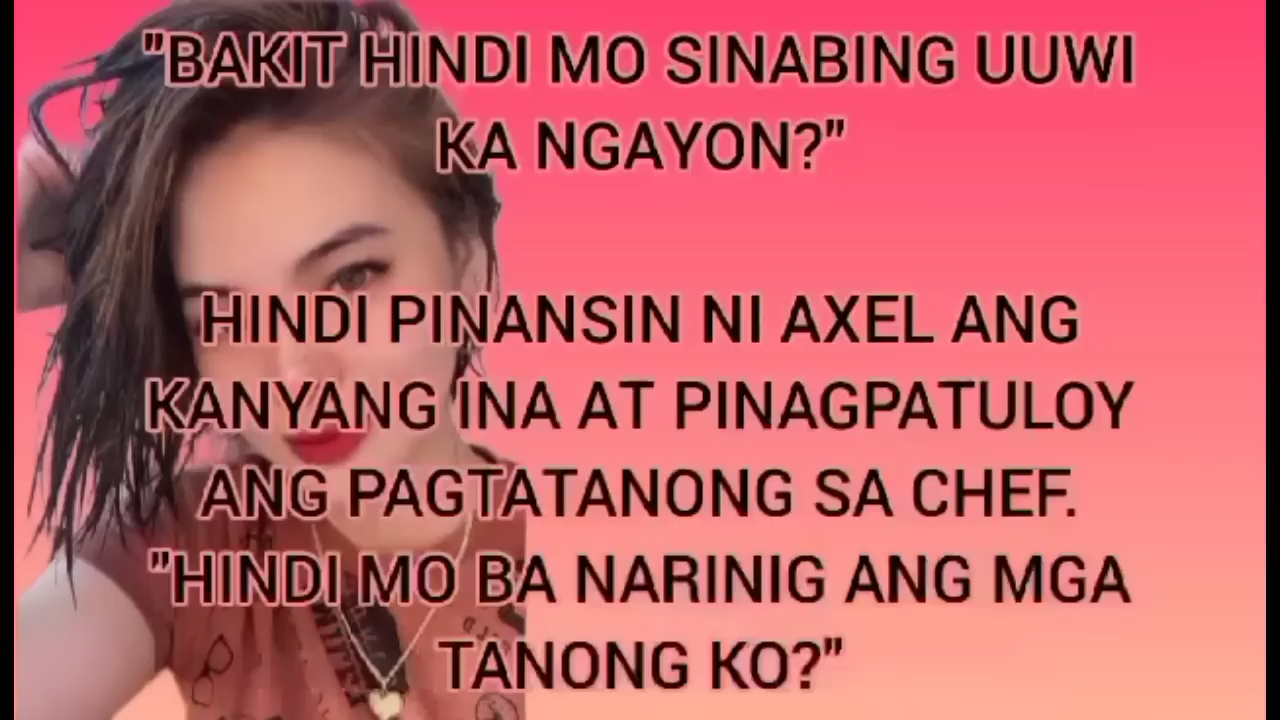 "BAKIT HINDI MO SINABING UUWI
KA NGAYON?"
HINDI PINANSIN NI AXEL ANG
KANYANG INA AT PINAGPATULOY
ANG PAGTATANONG SA CHEF.
"HINDI MO BA NARINIG ANG MGA
TANONG KO?"